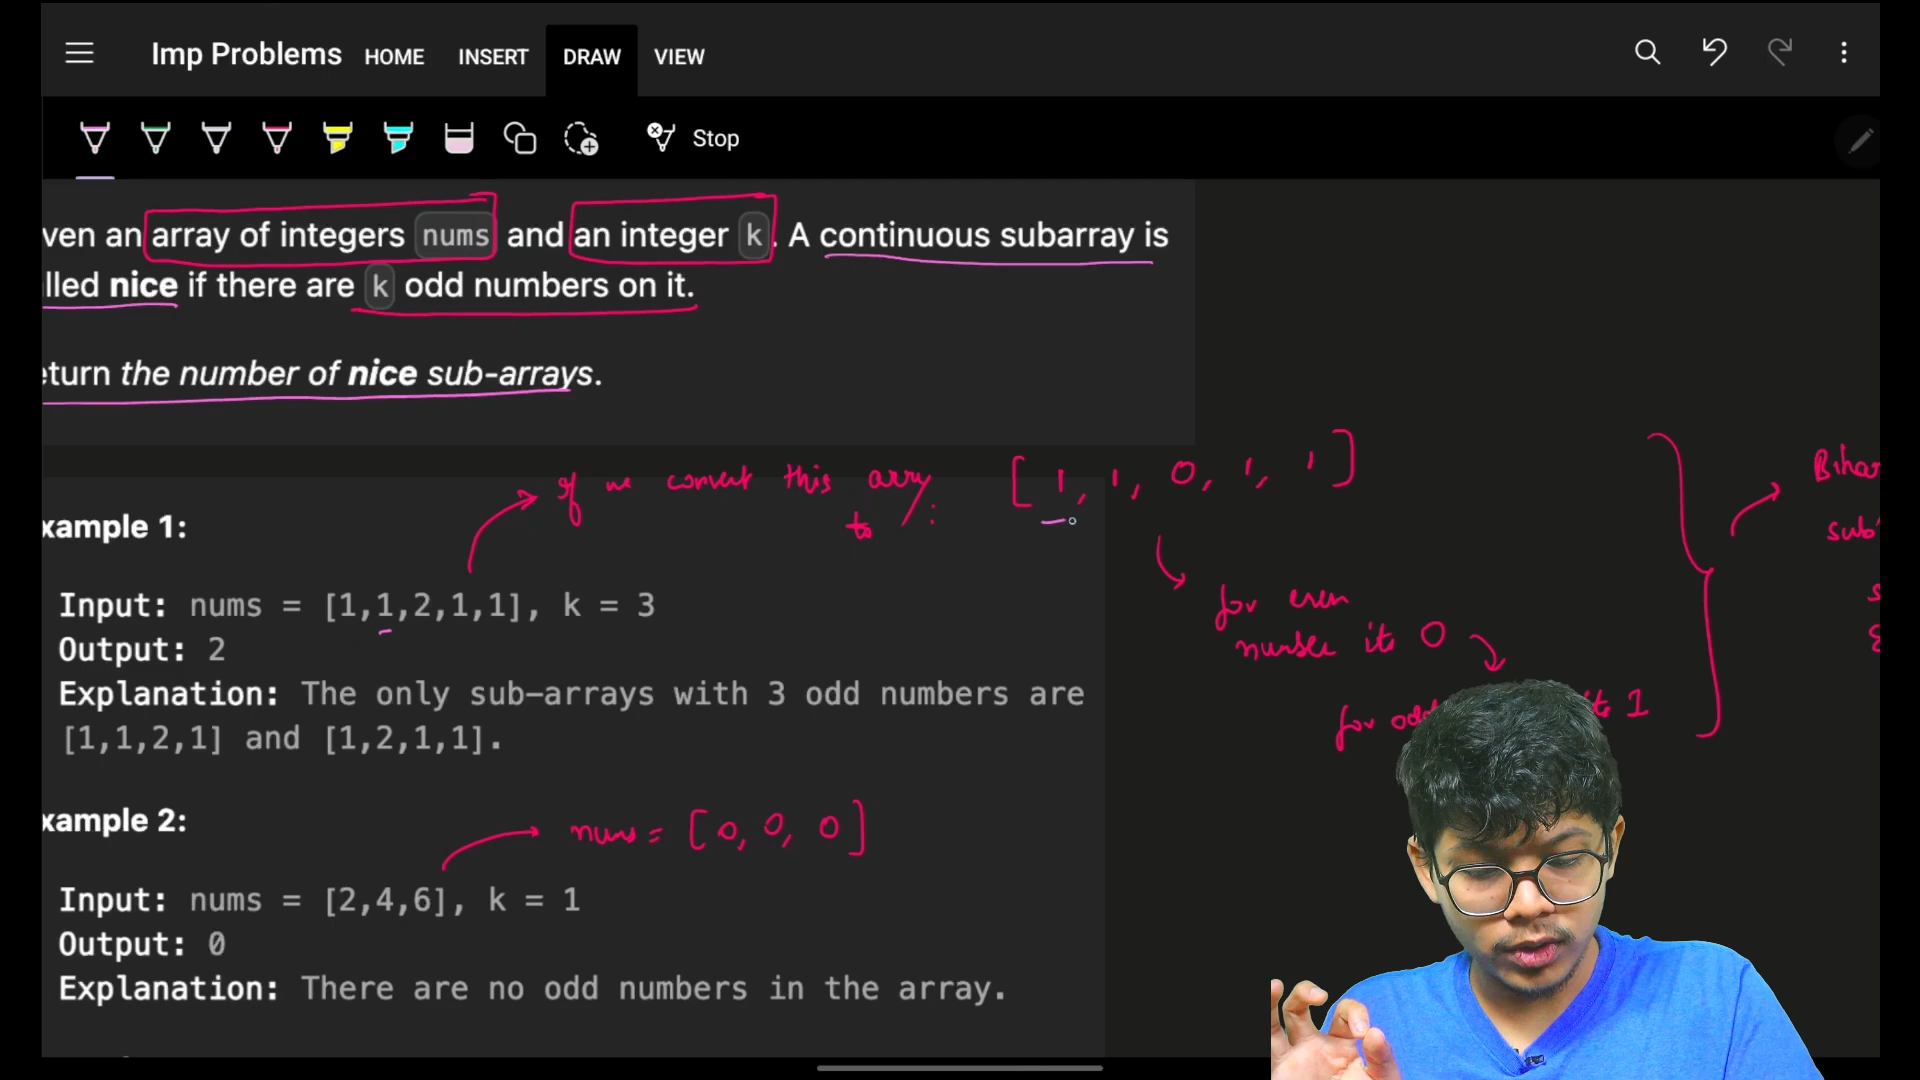 Imp Problems HOME INSERT DRAW VIEW
Stop
ven an array of integers nums and an integer k. A continuous subarray is
lled nice if there are k odd numbers on it.
eturn the number of nice sub-arrays.
If we convert this array to : [1, 1, 0, 1, 1]
xample 1:
Input: nums = [1,1,2,1,1], k = 3
Output: 2
Explanation: The only sub-arrays with 3 odd numbers are
[1,1,2,1] and [1,2,1,1].
for even
number its 0
for odd its 1
xample 2:
nums = [0, 0, 0]
Input: nums = [2,4,6], k = 1
Output: 0
Explanation: There are no odd numbers in the array.